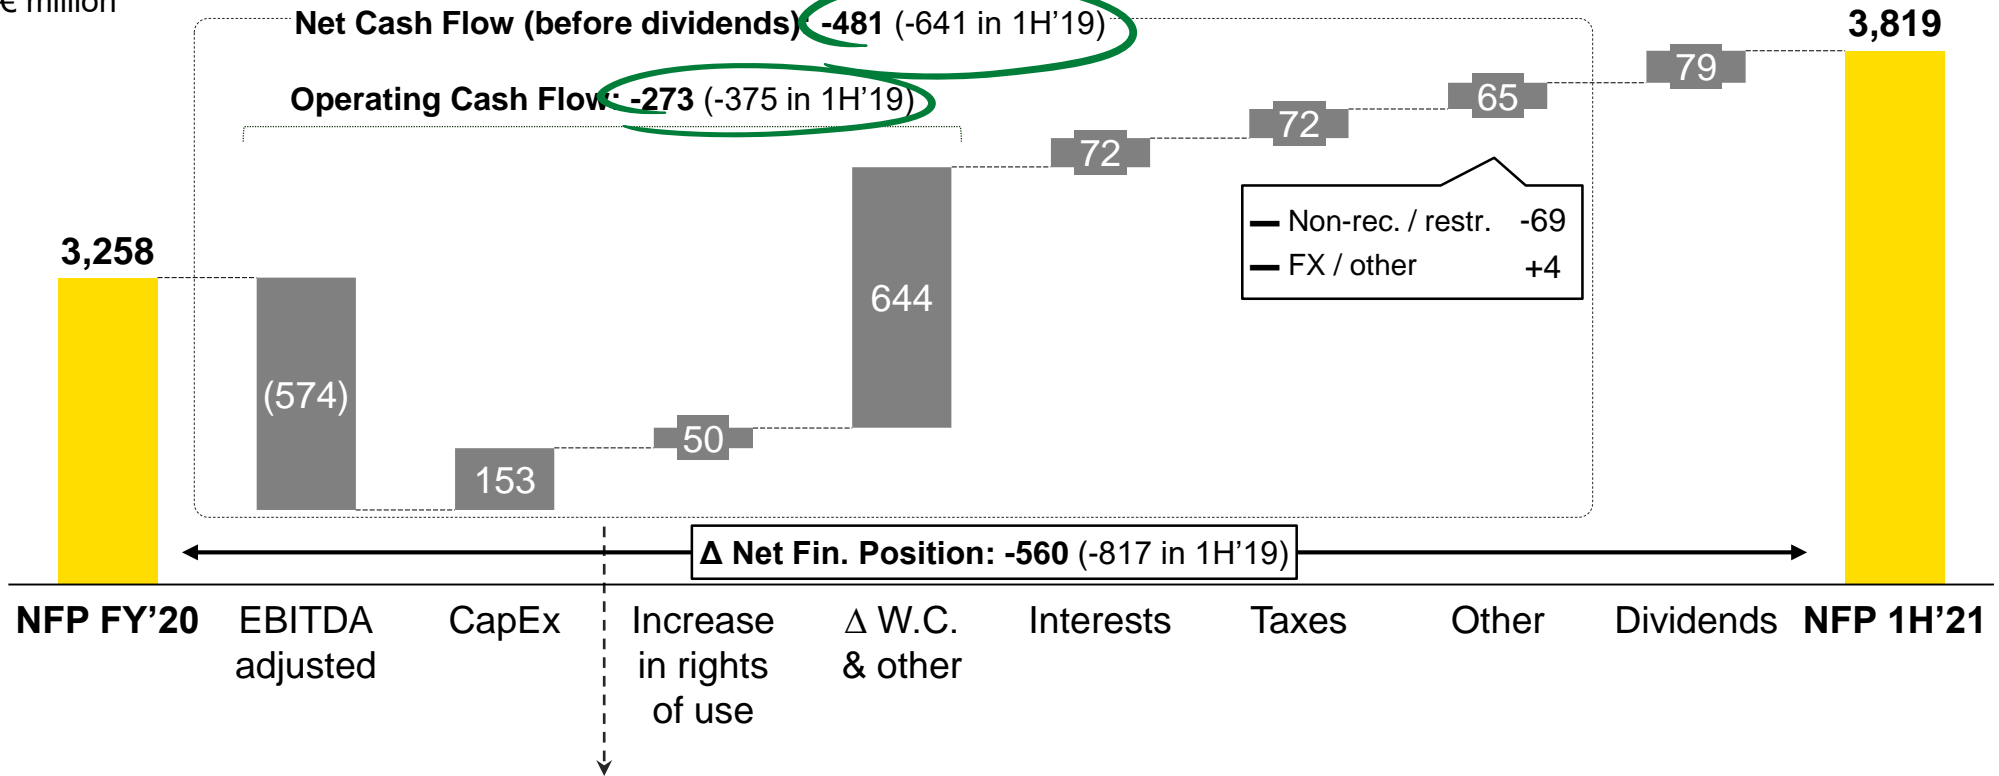 € million
Net Cash Flow (before dividends): -481 (-641 in 1H’19)
3,819
Operating Cash Flow: -273 (-375 in 1H’19)
79
65
72
72
Non-rec. / restr. -69
FX / other +4
3,258
644
(574)
50
153
Δ Net Fin. Position: -560 (-817 in 1H’19)
NFP FY’20 EBITDA CapEx Increase Δ W.C. Interests Taxes Other Dividends NFP 1H’21
adjusted in rights & other
of use